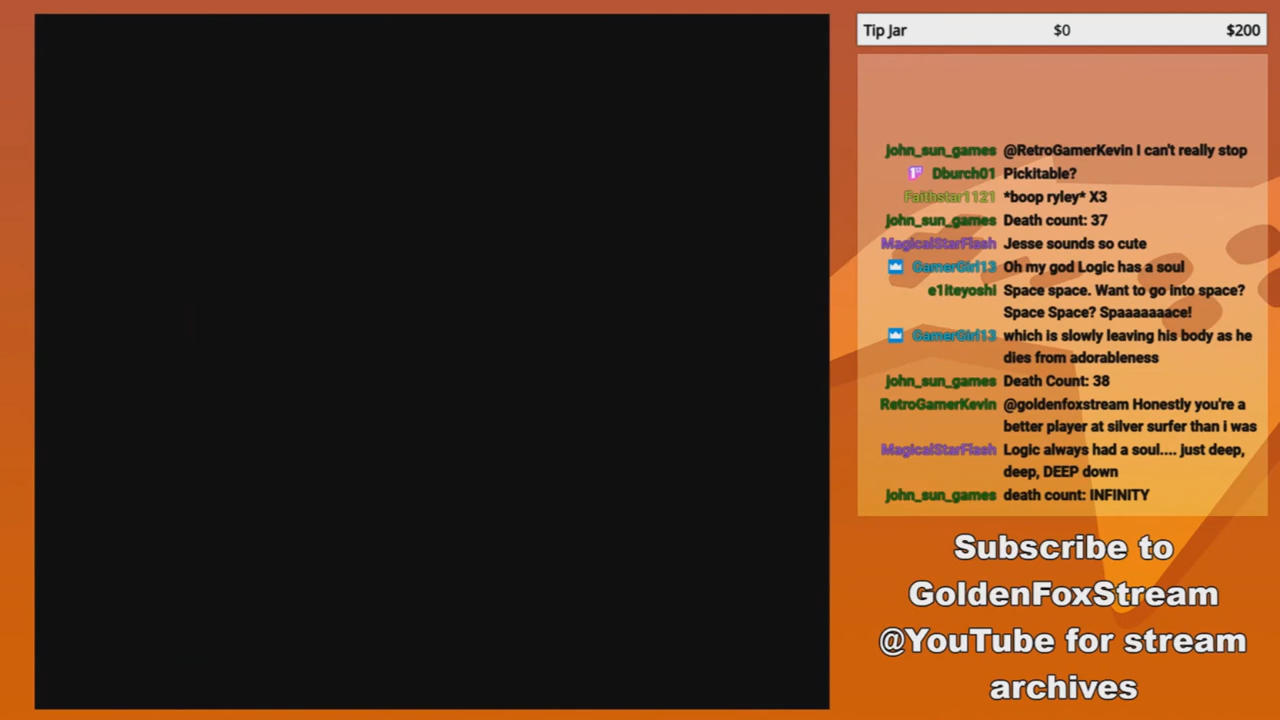 Tip Jar $0 $200
john_sun_games @RetroGamerKevin I can't really stop
Dburch01 Pickitable?
Faithstar1121 *boop ryley* X3
john_sun_games Death count: 37
MagicalStarFlash Jesse sounds so cute
GamerGirl13 Oh my god Logic has a soul
e1iteyoshi Space space. Want to go into space?
Space Space? Spaaaaaaace!
GamerGirl13 which is slowly leaving his body as he
dies from adorableness
john_sun_games Death Count: 38
RetroGamerKevin @goldenfoxstream Honestly you're a
better player at silver surfer than i was
MagicalStarFlash Logic always had a soul.... just deep,
deep, DEEP down
john_sun_games death count: INFINITY
Subscribe to
GoldenFoxStream
@YouTube for stream
archives